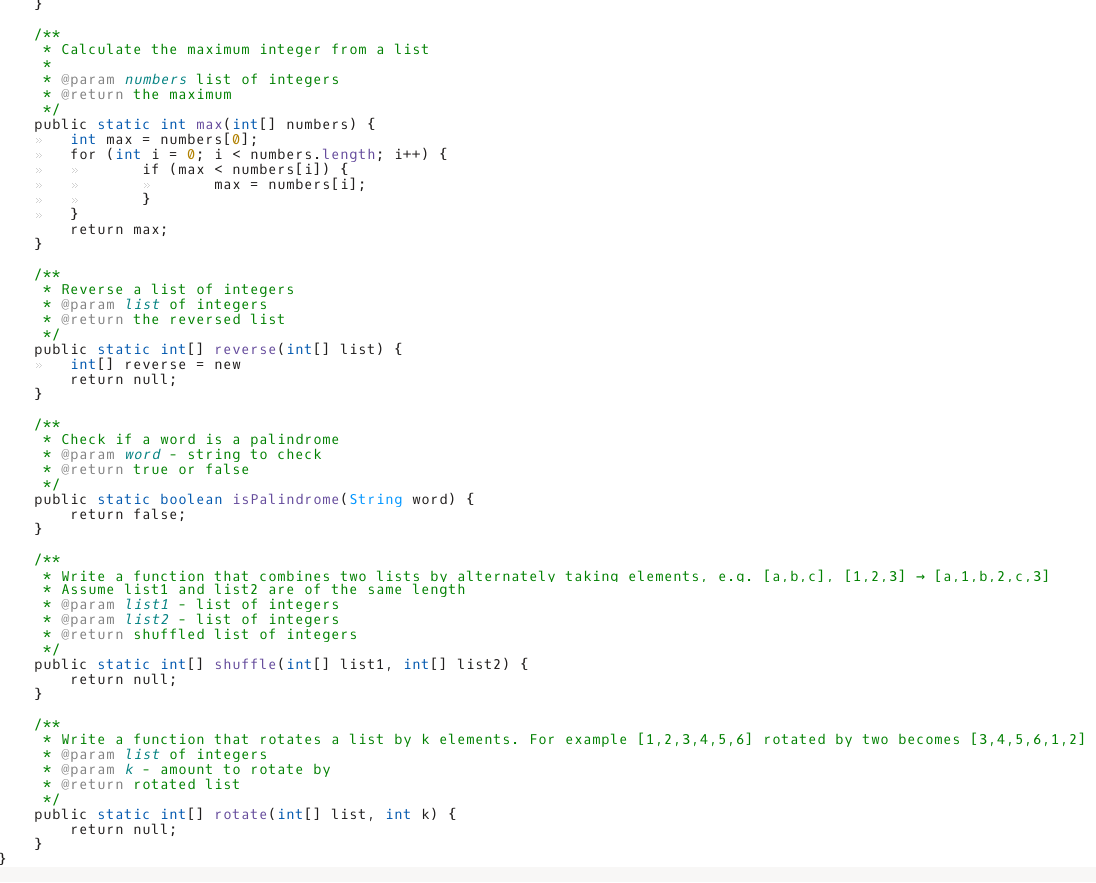 }
/**
 * Calculate the maximum integer from a list
 *
 * @param numbers list of integers
 * @return the maximum
 */
public static int max(int[] numbers) {
»   int max = numbers[0];
»   for (int i = 0; i < numbers.length; i++) {
»   »       if (max < numbers[i]) {
»   »       »       max = numbers[i];
»   »       }
»   }
    return max;
}
/**
 * Reverse a list of integers
 * @param list of integers
 * @return the reversed list
 */
public static int[] reverse(int[] list) {
»   int[] reverse = new
    return null;
}
/**
 * Check if a word is a palindrome
 * @param word - string to check
 * @return true or false
 */
public static boolean isPalindrome(String word) {
    return false;
}
/**
 * Write a function that combines two lists by alternately taking elements, e.g. [a,b,c], [1,2,3] → [a,1,b,2,c,3]
 * Assume list1 and list2 are of the same length
 * @param list1 - list of integers
 * @param list2 - list of integers
 * @return shuffled list of integers
 */
public static int[] shuffle(int[] list1, int[] list2) {
    return null;
}
/**
 * Write a function that rotates a list by k elements. For example [1,2,3,4,5,6] rotated by two becomes [3,4,5,6,1,2]
 * @param list of integers
 * @param k - amount to rotate by
 * @return rotated list
 */
public static int[] rotate(int[] list, int k) {
    return null;
}
}